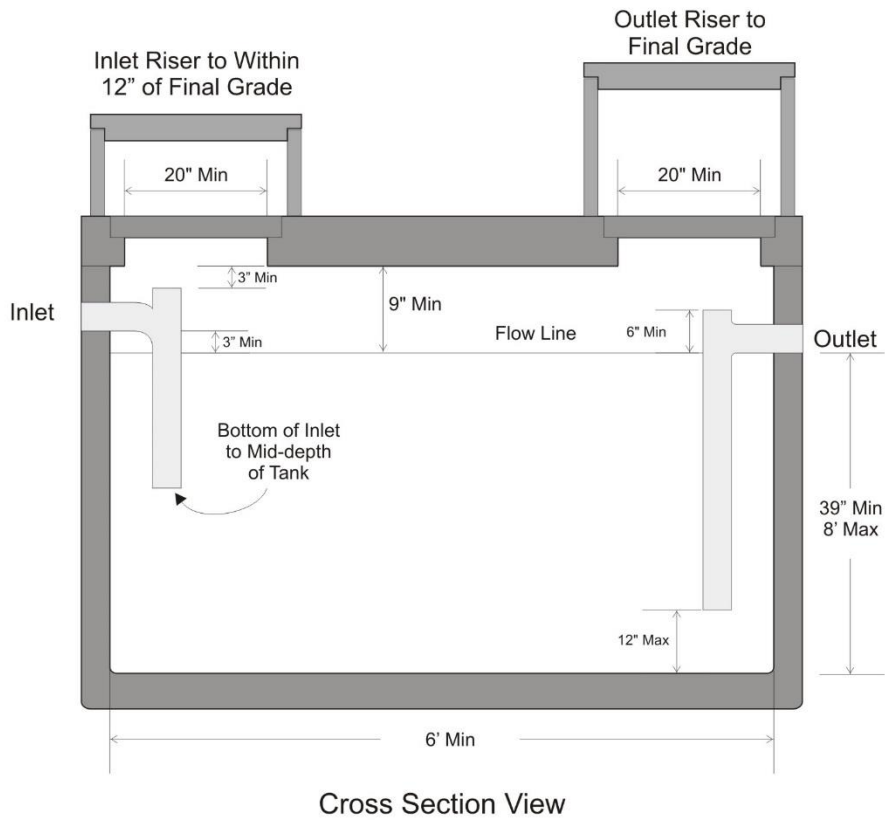 Outlet Riser to
Final Grade
Inlet Riser to Within
12” of Final Grade
20" Min
20" Min
3” Min
9" Min
Inlet
3” Min
Flow Line
6” Min
Outlet
Bottom of Inlet
to Mid-depth
of Tank
39” Min
8’ Max
12" Max
6’ Min
Cross Section View